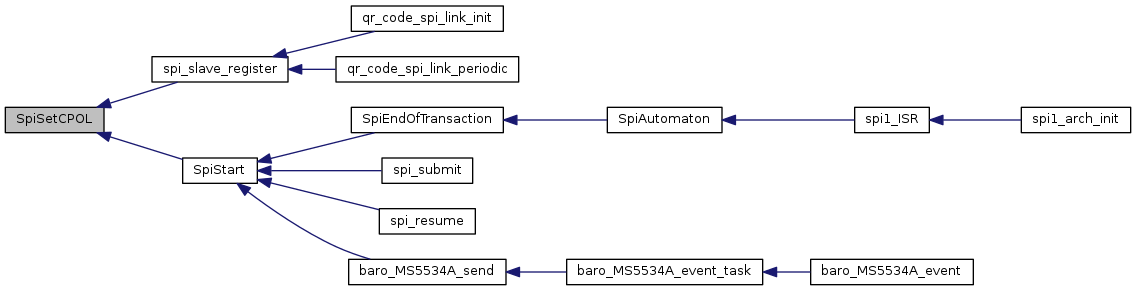 qr_code_spi_link_init
spi_slave_register
qr_code_spi_link_periodic
SpiSetCPOL
SpiEndOfTransaction
SpiAutomaton
spi1_ISR
spi1_arch_init
SpiStart
spi_submit
spi_resume
baro_MS5534A_send
baro_MS5534A_event_task
baro_MS5534A_event